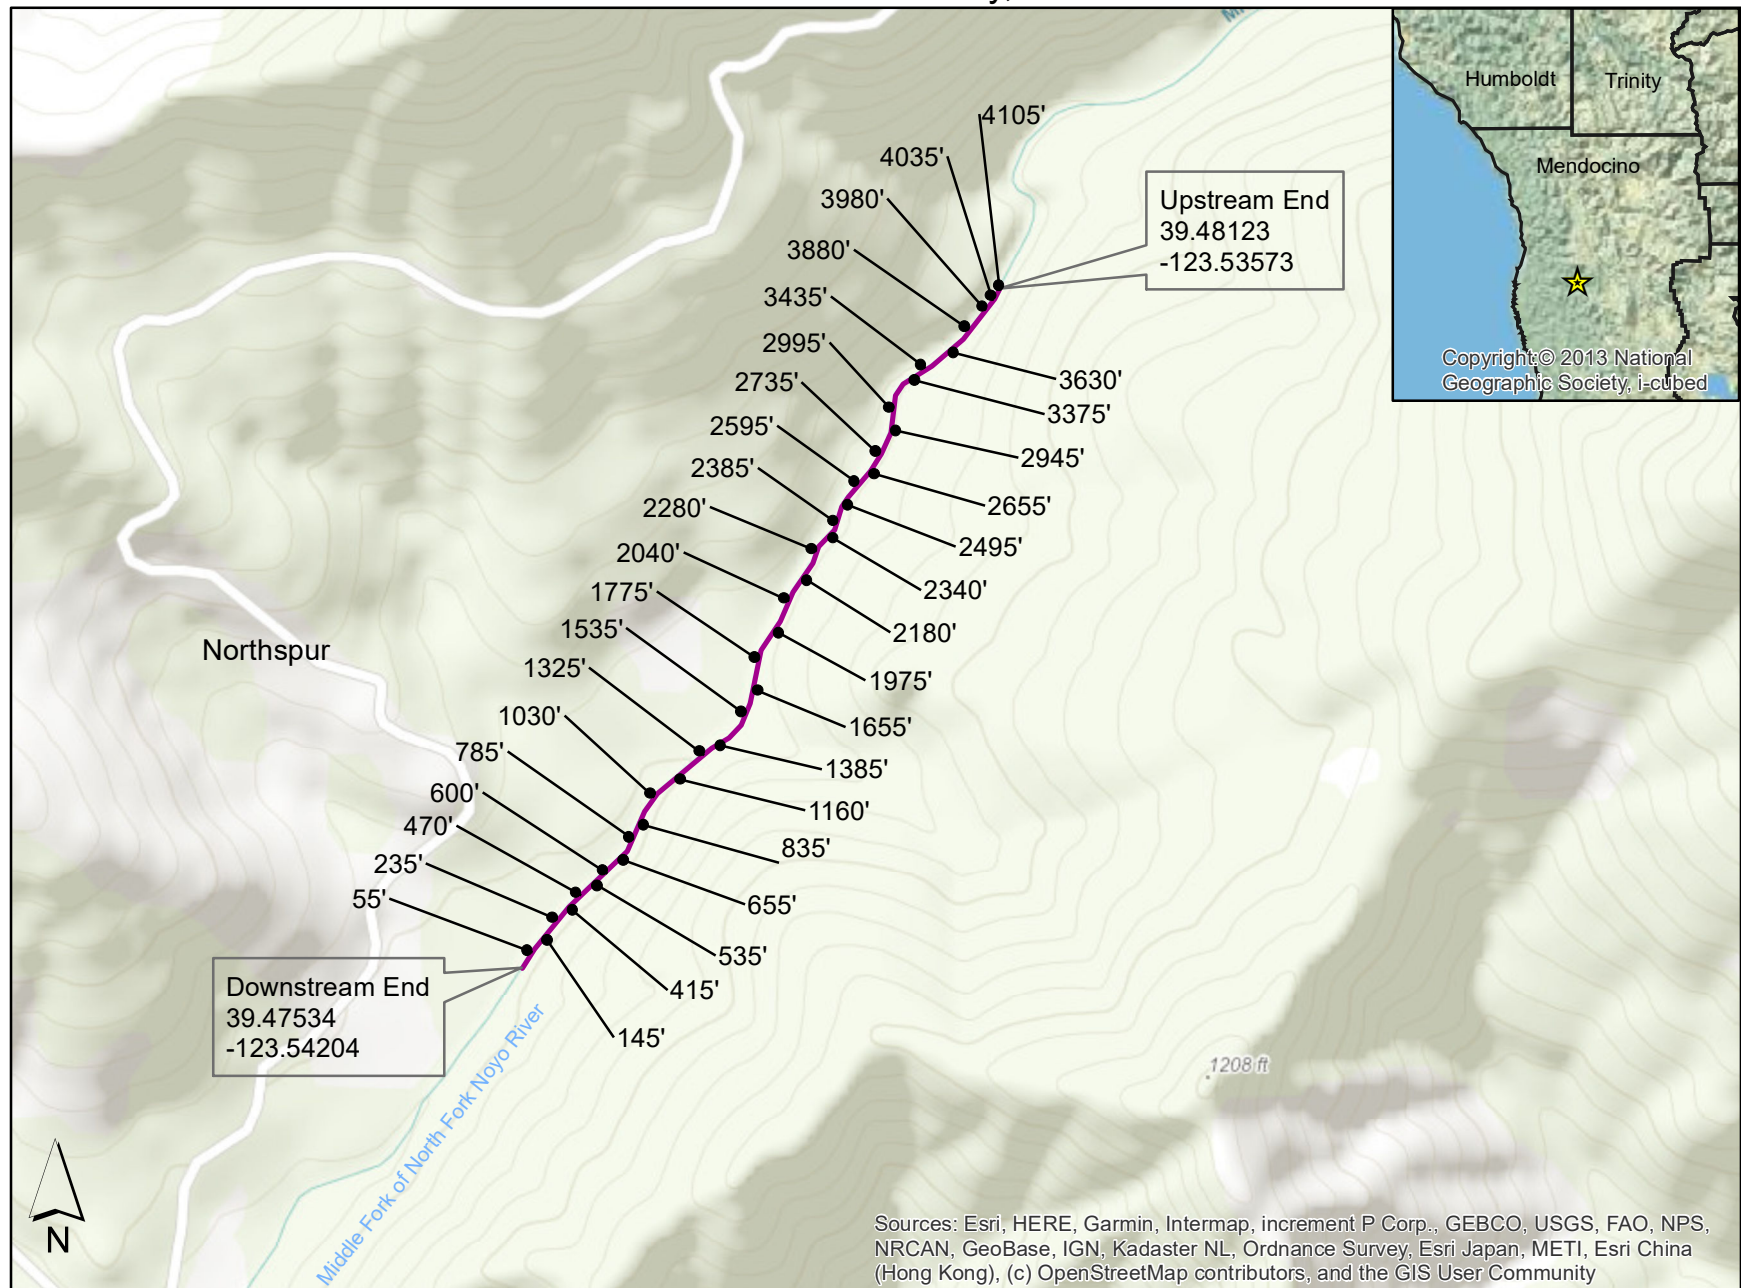 Humboldt
Trinity
Mendocino
Copyright:© 2013 National
Geographic Society, i-cubed
4105'
4035'
3980'
3880'
3435'
2995'
2735'
2595'
2385'
2280'
2040'
1775'
1535'
1325'
1030'
785'
600'
470'
235'
55'
Upstream End
39.48123
-123.53573
3630'
3375'
2945'
2655'
2495'
2340'
2180'
1975'
1655'
1385'
1160'
835'
655'
535'
415'
145'
Northspur
Downstream End
39.47534
-123.54204
Middle Fork of North Fork Noyo River
1208 ft
N
Sources: Esri, HERE, Garmin, Intermap, increment P Corp., GEBCO, USGS, FAO, NPS,
NRCAN, GeoBase, IGN, Kadaster NL, Ordnance Survey, Esri Japan, METI, Esri China
(Hong Kong), (c) OpenStreetMap contributors, and the GIS User Community